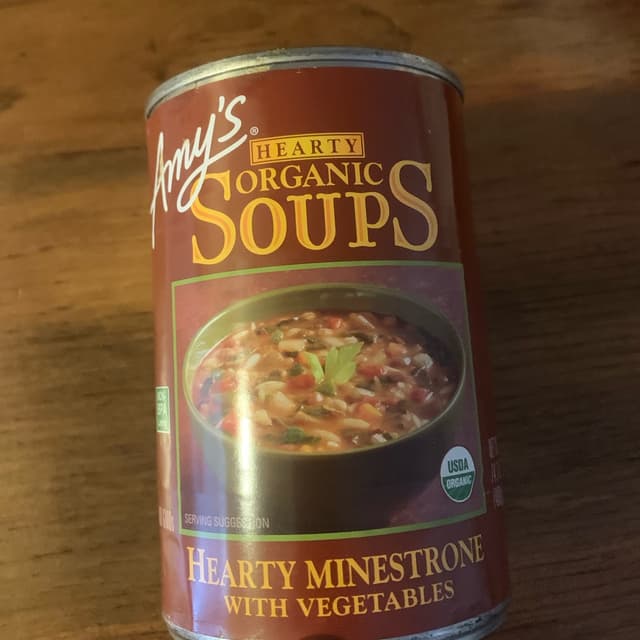 Amy's®
HEARTY
ORGANIC
SOUPS
USDA
ORGANIC
SERVING SUGGESTION
HEARTY MINESTRONE
WITH VEGETABLES